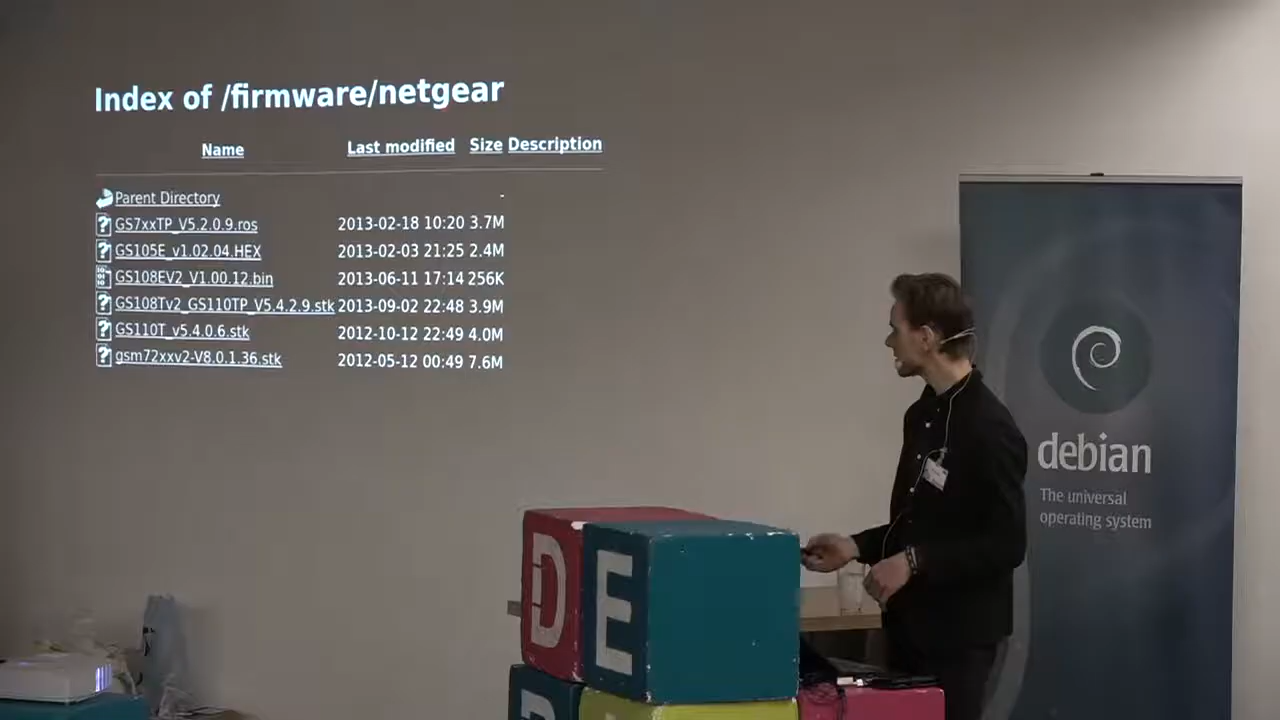 Index of /firmware/netgear
Name Last modified Size Description
Parent Directory -
GS7xxTP_V5.2.0.9.ros 2013-02-18 10:20 3.7M
GS105E_v1.02.04.HEX 2013-02-03 21:25 2.4M
GS108EV2_V1.00.12.bin 2013-06-11 17:14 256K
GS108Tv2_GS110TP_V5.4.2.9.stk 2013-09-02 22:48 3.9M
GS110T_v5.4.0.6.stk 2012-10-12 22:49 4.0M
gsm72xxv2-V8.0.1.36.stk 2012-05-12 00:49 7.6M
debian
The universal
operating system
D E